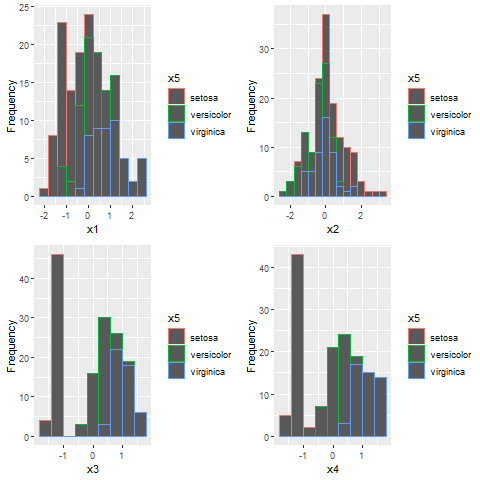 Frequency
25
20
15
10
5
0
-2 -1 0 1 2
x1
x5
setosa
versicolor
virginica
Frequency
30
20
10
0
-2 0 2
x2
x5
setosa
versicolor
virginica
Frequency
40
30
20
10
0
-1 0 1
x3
x5
setosa
versicolor
virginica
Frequency
40
30
20
10
0
-1 0 1
x4
x5
setosa
versicolor
virginica